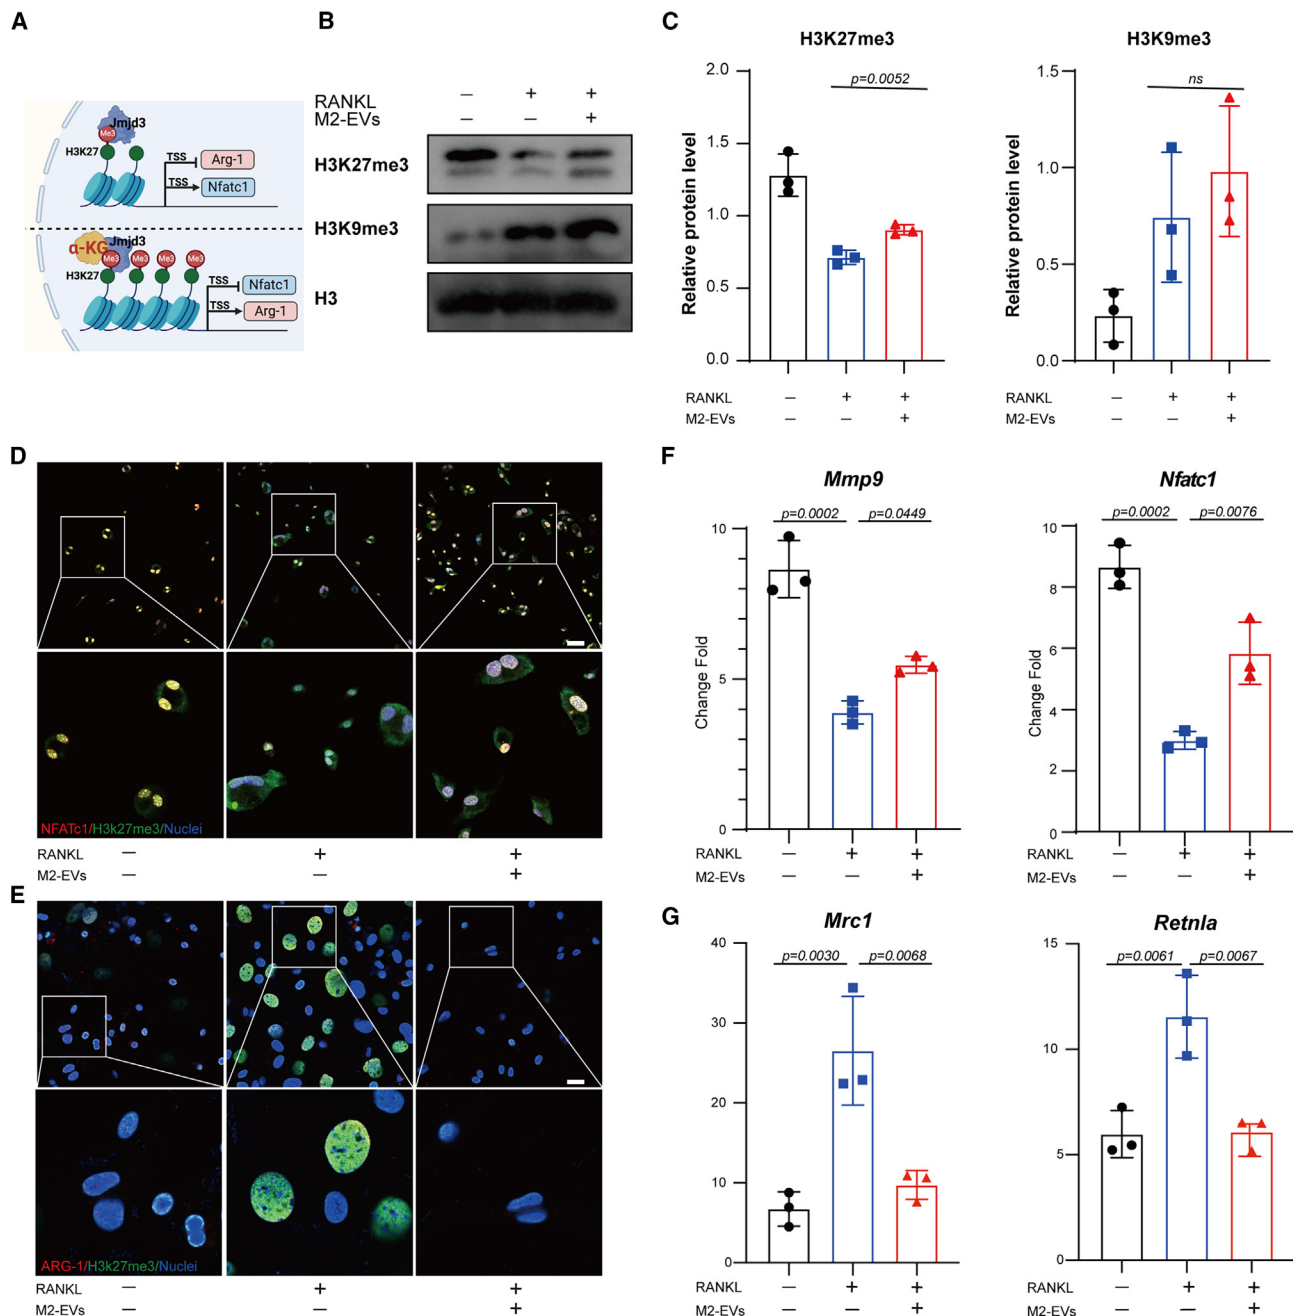 A
Jmjd3
Me3
H3K27
TSS
Arg-1
TSS
Nfatc1
α-KG
Jmjd3
Me3
Me3
Me3
Me3
H3K27
TSS
Nfatc1
TSS
Arg-1
B
RANKL — + +
M2-EVs — — +
H3K27me3
H3K9me3
H3
C
H3K27me3
p=0.0052
Relative protein level
2.0
1.5
1.0
0.5
0.0
RANKL — + +
M2-EVs — — +
H3K9me3
ns
Relative protein level
1.5
1.0
0.5
0.0
RANKL — + +
M2-EVs — — +
D
NFATc1/H3k27me3/Nuclei
RANKL — + +
M2-EVs — — +
E
ARG-1/H3k27me3/Nuclei
RANKL — + +
M2-EVs — — +
F
Mmp9
p=0.0002 p=0.0449
Change Fold
10
5
0
RANKL — + +
M2-EVs — — +
Nfatc1
p=0.0002 p=0.0076
Change Fold
10
8
6
4
2
0
RANKL — + +
M2-EVs — — +
G
Mrc1
p=0.0030 p=0.0068
40
30
20
10
0
RANKL — + +
M2-EVs — — +
Retnla
p=0.0061 p=0.0067
15
10
5
0
RANKL — + +
M2-EVs — — +